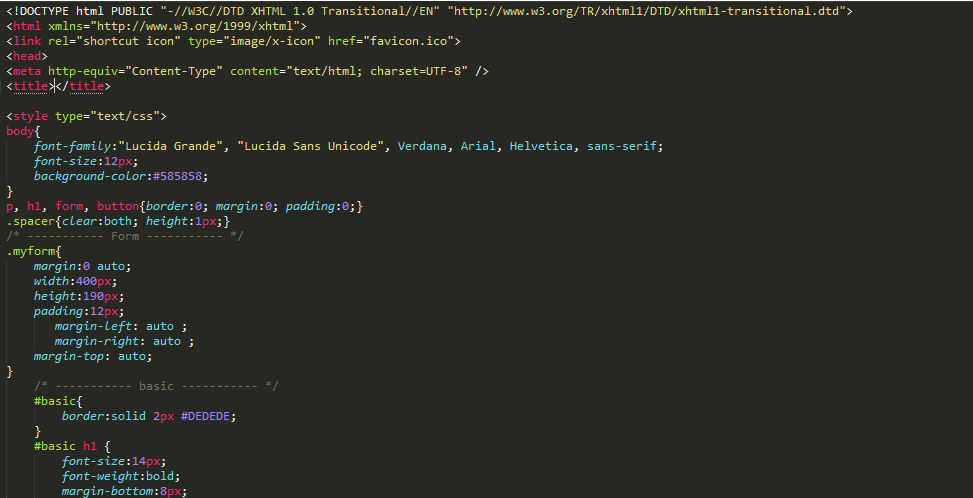 <!DOCTYPE html PUBLIC "-//W3C//DTD XHTML 1.0 Transitional//EN" "http://www.w3.org/TR/xhtml1/DTD/xhtml1-transitional.dtd">
<html xmlns="http://www.w3.org/1999/xhtml">
<link rel="shortcut icon" type="image/x-icon" href="favicon.ico">
<head>
<meta http-equiv="Content-Type" content="text/html; charset=UTF-8" />
<title></title>

<style type="text/css">
body{
    font-family:"Lucida Grande", "Lucida Sans Unicode", Verdana, Arial, Helvetica, sans-serif;
    font-size:12px;
    background-color:#585858;
}
p, h1, form, button{border:0; margin:0; padding:0;}
.spacer{clear:both; height:1px;}
/* ----------- Form ----------- */
.myform{
    margin:0 auto;
    width:400px;
    height:190px;
    padding:12px;
       margin-left: auto ;
       margin-right: auto ;
    margin-top: auto;
}
    /* ----------- basic ----------- */
    #basic{
        border:solid 2px #DEDEDE;
    }
    #basic h1 {
        font-size:14px;
        font-weight:bold;
        margin-bottom:8px;